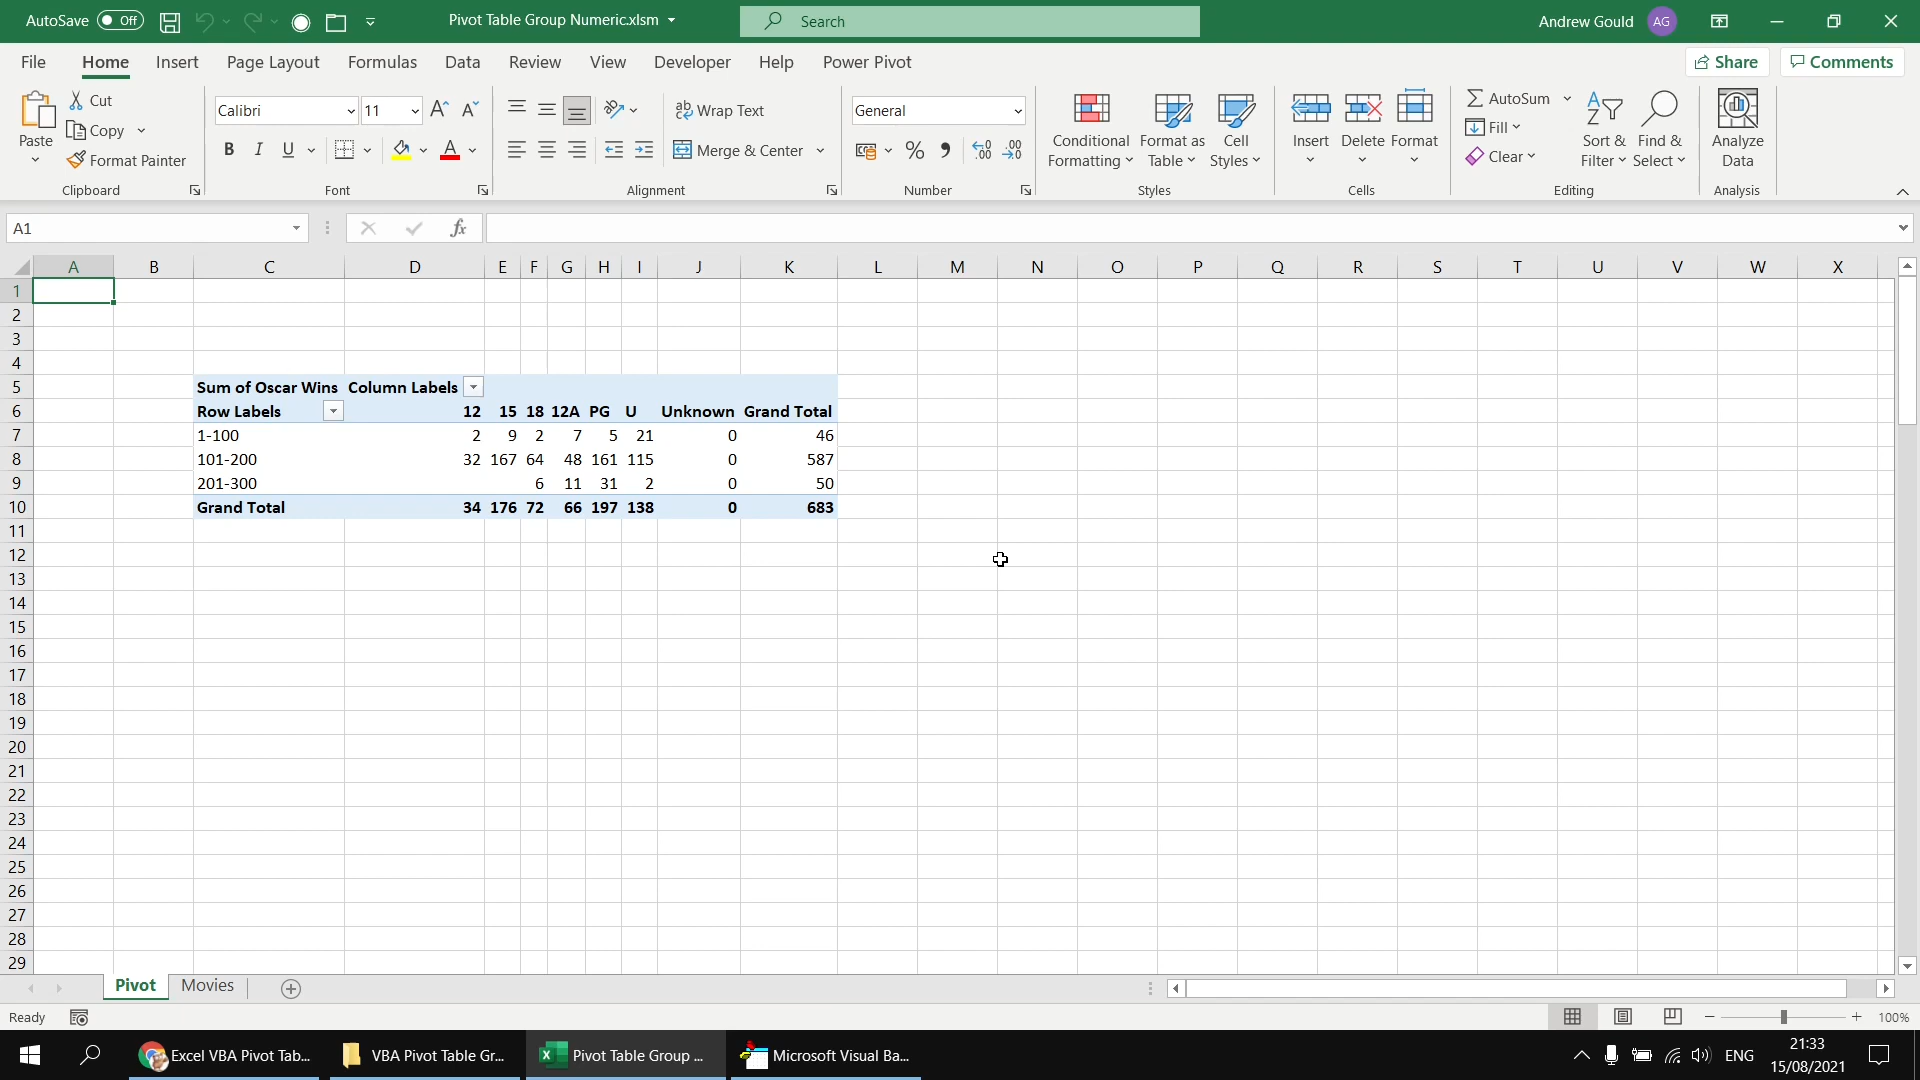 AutoSave Off Pivot Table Group Numeric.xlsm Search Andrew Gould AG
File Home Insert Page Layout Formulas Data Review View Developer Help Power Pivot Share Comments
Paste Cut Copy Format Painter Clipboard
Calibri 11 B I U A Font
Wrap Text Merge & Center Alignment
General % Number
Conditional Formatting Format as Table Cell Styles Styles
Insert Delete Format Cells
AutoSum Fill Clear Sort & Filter Find & Select Editing
Analyze Data Analysis
A1 fx
A B C D E F G H I J K L M N O P Q R S T U V W X
1
2
3
4
5 Sum of Oscar Wins Column Labels
6 Row Labels 12 15 18 12A PG U Unknown Grand Total
7 1-100 2 9 2 7 5 21 0 46
8 101-200 32 167 64 48 161 115 0 587
9 201-300 6 11 31 2 0 50
10 Grand Total 34 176 72 66 197 138 0 683
11
12
13
14
15
16
17
18
19
20
21
22
23
24
25
26
27
28
29
Pivot Movies
Ready 100%
Excel VBA Pivot Tab... VBA Pivot Table Gr... Pivot Table Group ... Microsoft Visual Ba... ENG 21:33
15/08/2021